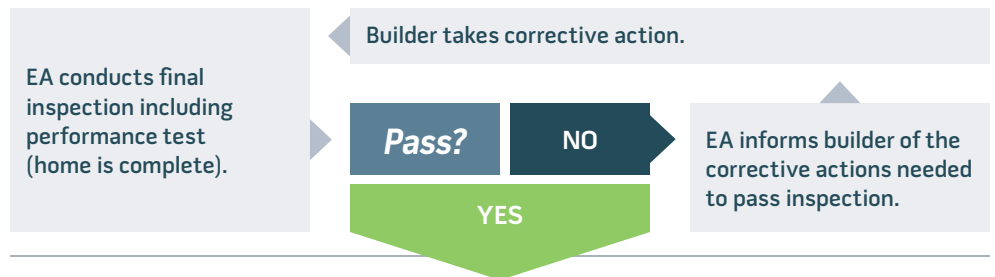 EA conducts final
inspection including
performance test
(home is complete).
Builder takes corrective action.
Pass?
NO
EA informs builder of the
corrective actions needed
to pass inspection.
YES